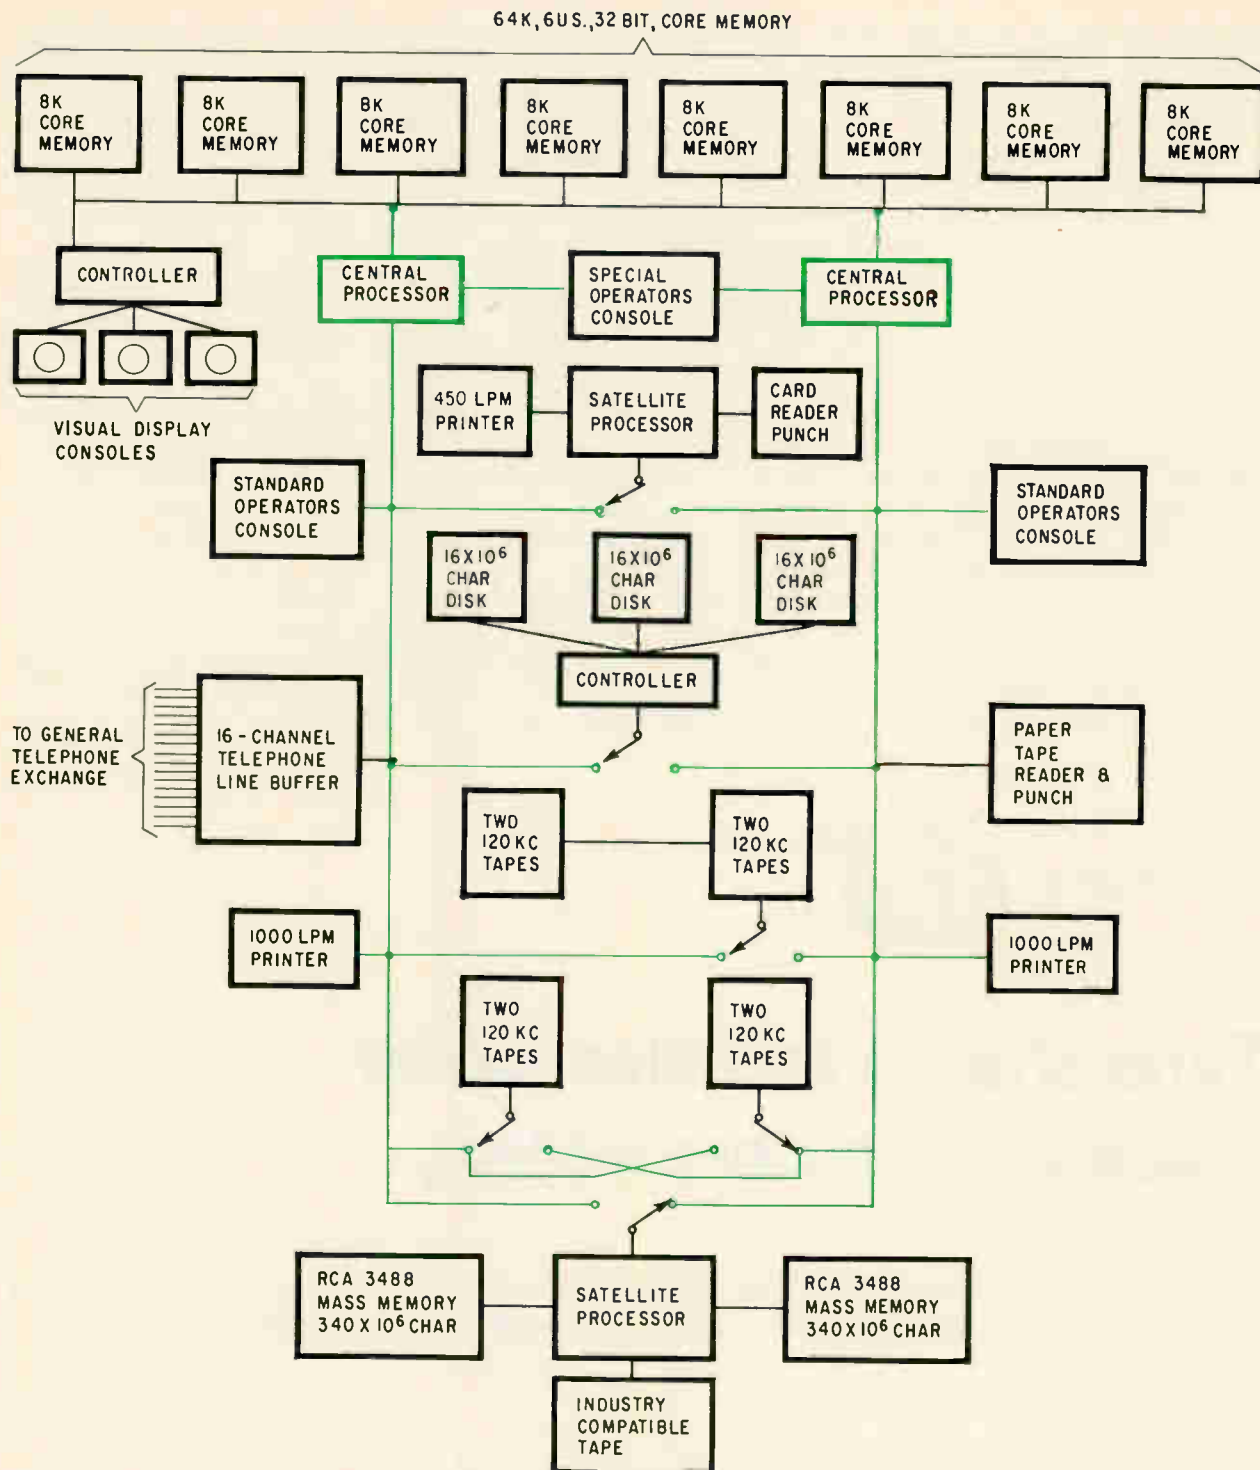 64K, 6US., 32 BIT, CORE MEMORY
8K
CORE
MEMORY
8K
CORE
MEMORY
8K
CORE
MEMORY
8K
CORE
MEMORY
8K
CORE
MEMORY
8K
CORE
MEMORY
8K
CORE
MEMORY
8K
CORE
MEMORY
CONTROLLER
VISUAL DISPLAY
CONSOLES
CENTRAL
PROCESSOR
SPECIAL
OPERATORS
CONSOLE
CENTRAL
PROCESSOR
450 LPM
PRINTER
SATELLITE
PROCESSOR
CARD
READER
PUNCH
STANDARD
OPERATORS
CONSOLE
STANDARD
OPERATORS
CONSOLE
16X10⁶
CHAR
DISK
16X10⁶
CHAR
DISK
16X10⁶
CHAR
DISK
CONTROLLER
TO GENERAL
TELEPHONE
EXCHANGE
16-CHANNEL
TELEPHONE
LINE BUFFER
PAPER
TAPE
READER &
PUNCH
TWO
120 KC
TAPES
TWO
120 KC
TAPES
1000 LPM
PRINTER
1000 LPM
PRINTER
TWO
120 KC
TAPES
TWO
120 KC
TAPES
RCA 3488
MASS MEMORY
340X10⁶ CHAR
SATELLITE
PROCESSOR
RCA 3488
MASS MEMORY
340X10⁶ CHAR
INDUSTRY
COMPATIBLE
TAPE